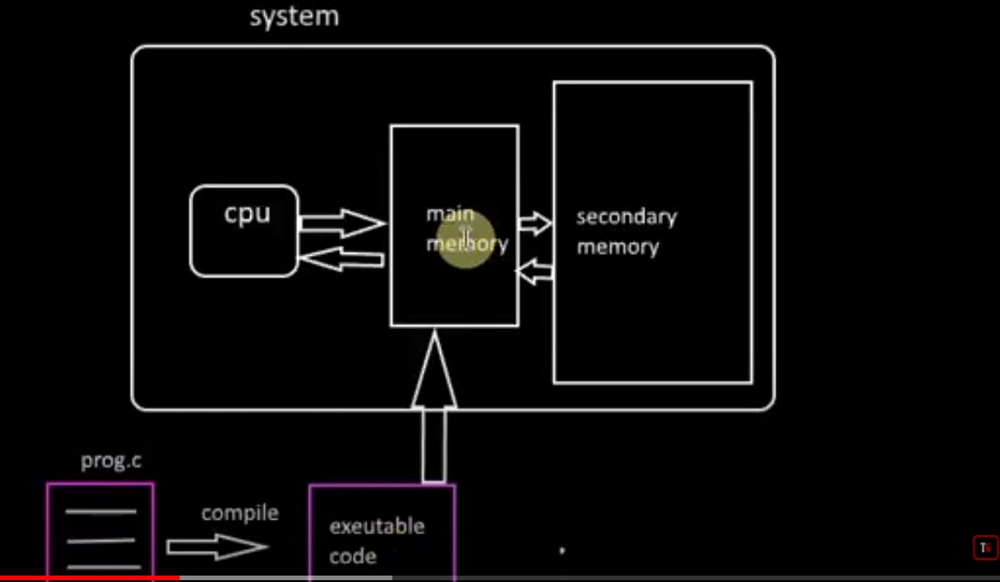 system
cpu
main
memory
secondary
memory
prog.c
compile
exeutable
code